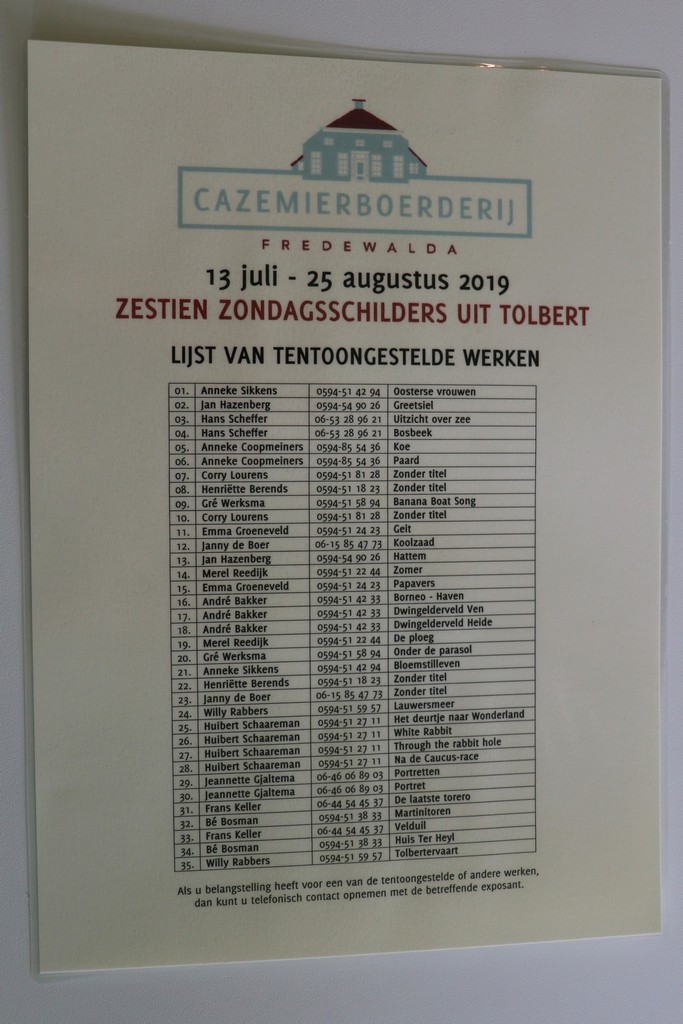 CAZEMIERBOERDERIJ
FREDEWALDA
13 juli - 25 augustus 2019
ZESTIEN ZONDAGSSCHILDERS UIT TOLBERT
LIJST VAN TENTOONGESTELDE WERKEN
01. Anneke Sikkens 0594-51 42 94 Oosterse vrouwen
02. Jan Hazenberg 0594-54 90 26 Greetsiel
03. Hans Scheffer 06-53 28 96 21 Uitzicht over zee
04. Hans Scheffer 06-53 28 96 21 Bosbeek
05. Anneke Coopmeiners 0594-85 54 36 Koe
06. Anneke Coopmeiners 0594-85 54 36 Paard
07. Corry Lourens 0594-51 81 28 Zonder titel
08. Henriëtte Berends 0594-51 18 23 Zonder titel
09. Gré Werksma 0594-51 58 94 Banana Boat Song
10. Corry Lourens 0594-51 81 28 Zonder titel
11. Emma Groeneveld 0594-51 24 23 Geit
12. Janny de Boer 06-15 85 47 73 Koolzaad
13. Jan Hazenberg 0594-54 90 26 Hattem
14. Merel Reedijk 0594-51 22 44 Zomer
15. Emma Groeneveld 0594-51 24 23 Papavers
16. André Bakker 0594-51 42 33 Borneo - Haven
17. André Bakker 0594-51 42 33 Dwingelderveld Ven
18. André Bakker 0594-51 42 33 Dwingelderveld Heide
19. Merel Reedijk 0594-51 22 44 De ploeg
20. Gré Werksma 0594-51 58 94 Onder de parasol
21. Anneke Sikkens 0594-51 42 94 Bloemstilleven
22. Henriëtte Berends 0594-51 18 23 Zonder titel
23. Janny de Boer 06-15 85 47 73 Zonder titel
24. Willy Rabbers 0594-51 59 57 Lauwersmeer
25. Huibert Schaareman 0594-51 27 11 Het deurtje naar Wonderland
26. Huibert Schaareman 0594-51 27 11 White Rabbit
27. Huibert Schaareman 0594-51 27 11 Through the rabbit hole
28. Huibert Schaareman 0594-51 27 11 Na de Caucus-race
29. Jeannette Gjaltema 06-46 06 89 03 Portretten
30. Jeannette Gjaltema 06-46 06 89 03 Portret
31. Frans Keller 06-44 54 45 37 De laatste torero
32. Bé Bosman 0594-51 38 33 Martinitoren
33. Frans Keller 06-44 54 45 37 Velduil
34. Bé Bosman 0594-51 38 33 Huis Ter Heyl
35. Willy Rabbers 0594-51 59 57 Tolbertervaart
Als u belangstelling heeft voor een van de tentoongestelde of andere werken,
dan kunt u telefonisch contact opnemen met de betreffende exposant.